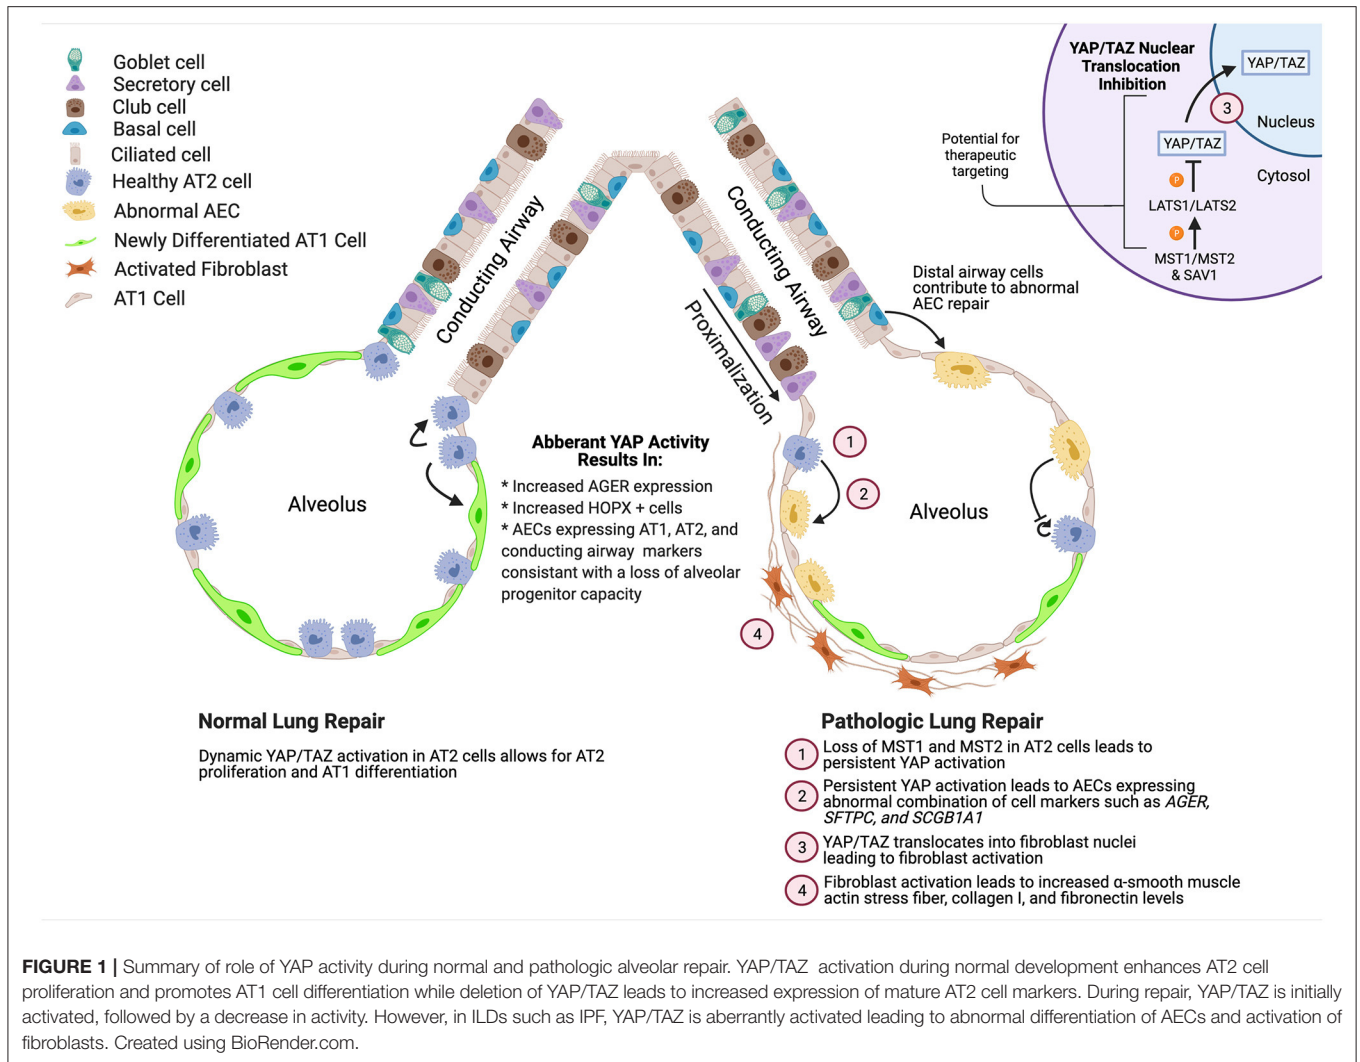 Goblet cell
Secretory cell
Club cell
Basal cell
Ciliated cell
Healthy AT2 cell
Abnormal AEC
Newly Differentiated AT1 Cell
Activated Fibroblast
AT1 Cell
Conducting Airway
Alveolus
Abberant YAP Activity
Results In:
* Increased AGER expression
* Increased HOPX + cells
* AECs expressing AT1, AT2, and
conducting airway markers
consistant with a loss of alveolar
progenitor capacity
Conducting Airway
Proximalization
Distal airway cells
contribute to abnormal
AEC repair
Alveolus
1
2
4
YAP/TAZ Nuclear
Translocation
Inhibition
Potential for
therapeutic
targeting
YAP/TAZ
3
Nucleus
YAP/TAZ
Cytosol
P
LATS1/LATS2
P
MST1/MST2
& SAV1
Normal Lung Repair
Dynamic YAP/TAZ activation in AT2 cells allows for AT2
proliferation and AT1 differentiation
Pathologic Lung Repair
1 Loss of MST1 and MST2 in AT2 cells leads to
persistent YAP activation
2 Persistent YAP activation leads to AECs expressing
abnormal combination of cell markers such as AGER,
SFTPC, and SCGB1A1
3 YAP/TAZ translocates into fibroblast nuclei
leading to fibroblast activation
4 Fibroblast activation leads to increased α-smooth muscle
actin stress fiber, collagen I, and fibronectin levels
FIGURE 1 | Summary of role of YAP activity during normal and pathologic alveolar repair. YAP/TAZ activation during normal development enhances AT2 cell
proliferation and promotes AT1 cell differentiation while deletion of YAP/TAZ leads to increased expression of mature AT2 cell markers. During repair, YAP/TAZ is initially
activated, followed by a decrease in activity. However, in ILDs such as IPF, YAP/TAZ is aberrantly activated leading to abnormal differentiation of AECs and activation of
fibroblasts. Created using BioRender.com.